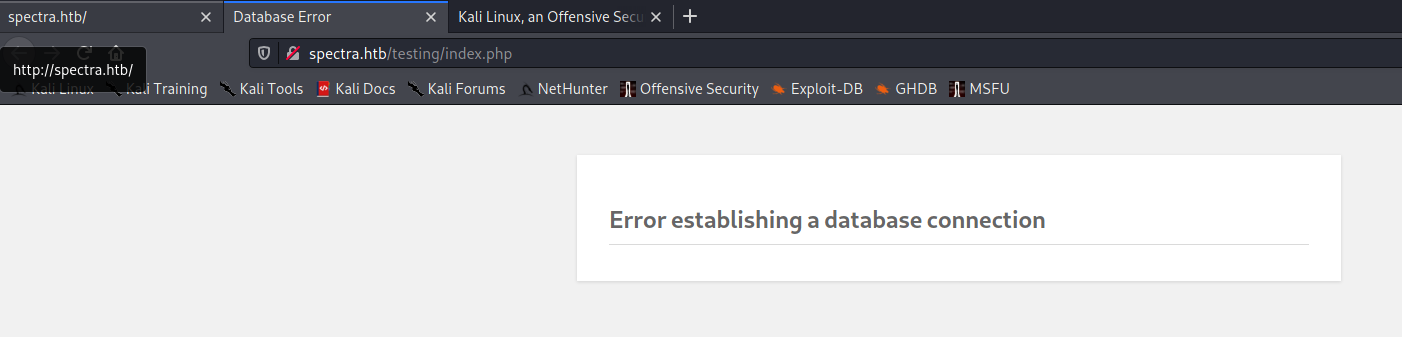 spectra.htb/
Database Error
Kali Linux, an Offensive Secu
spectra.htb/testing/index.php
http://spectra.htb/
Kali Linux Kali Training Kali Tools Kali Docs Kali Forums NetHunter Offensive Security Exploit-DB GHDB MSFU
Error establishing a database connection